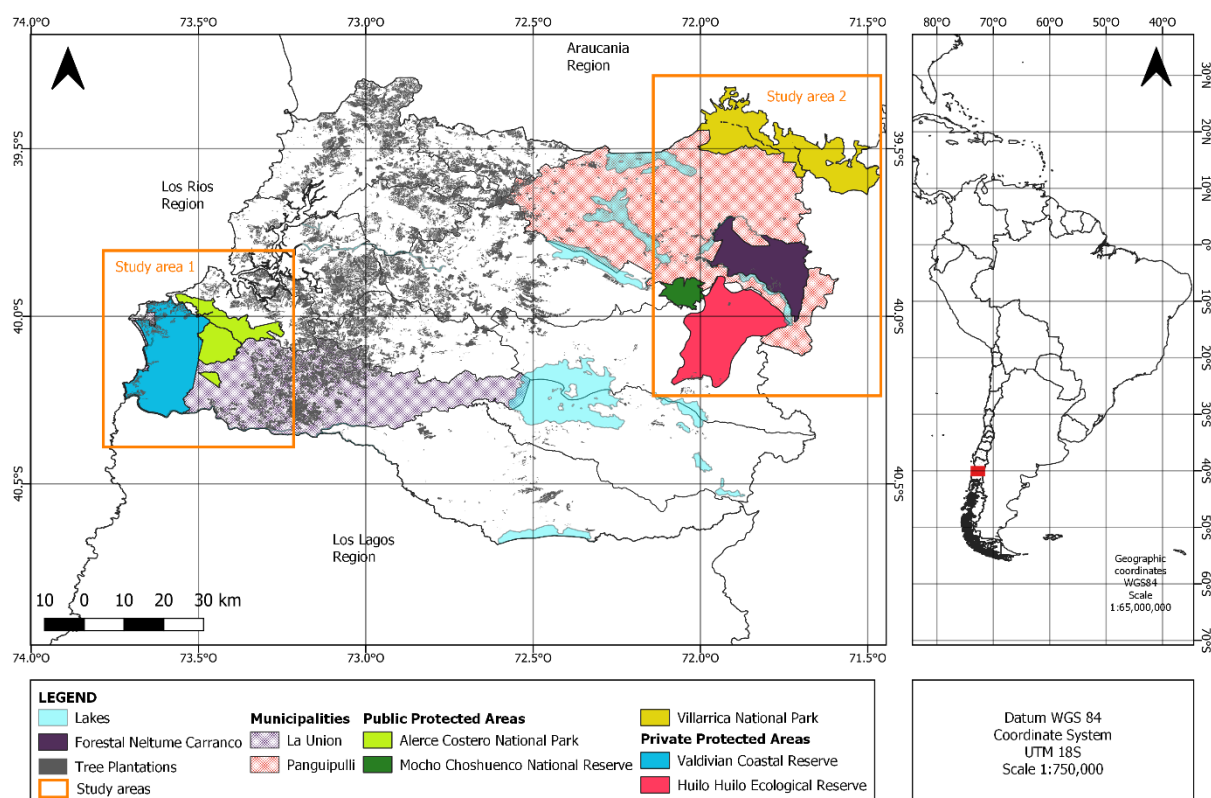 74.0°O 73.5°O 73.0°O 72.5°O 72.0°O 71.5°O
80°O 70°O 60°O 50°O 40°O
Araucania
Region
Study area 2
39.5°S
39.5°S
Los Rios
Region
Study area 1
40.0°S
40.0°S
40.5°S
40.5°S
Los Lagos
Region
10 0 10 20 30 km
74.0°O 73.5°O 73.0°O 72.5°O 72.0°O 71.5°O
30°N
20°N
10°N
0°
10°S
20°S
30°S
40°S
50°S
60°S
70°S
Geographic
coordinates
WGS84
Scale
1:65,000,000
80°O 70°O 60°O 50°O 40°O
LEGEND
Lakes
Forestal Neltume Carranco
Tree Plantations
Study areas
Municipalities
La Union
Panguipulli
Public Protected Areas
Alerce Costero National Park
Mocho Choshuenco National Reserve
Villarrica National Park
Private Protected Areas
Valdivian Coastal Reserve
Huilo Huilo Ecological Reserve
Datum WGS 84
Coordinate System
UTM 18S
Scale 1:750,000